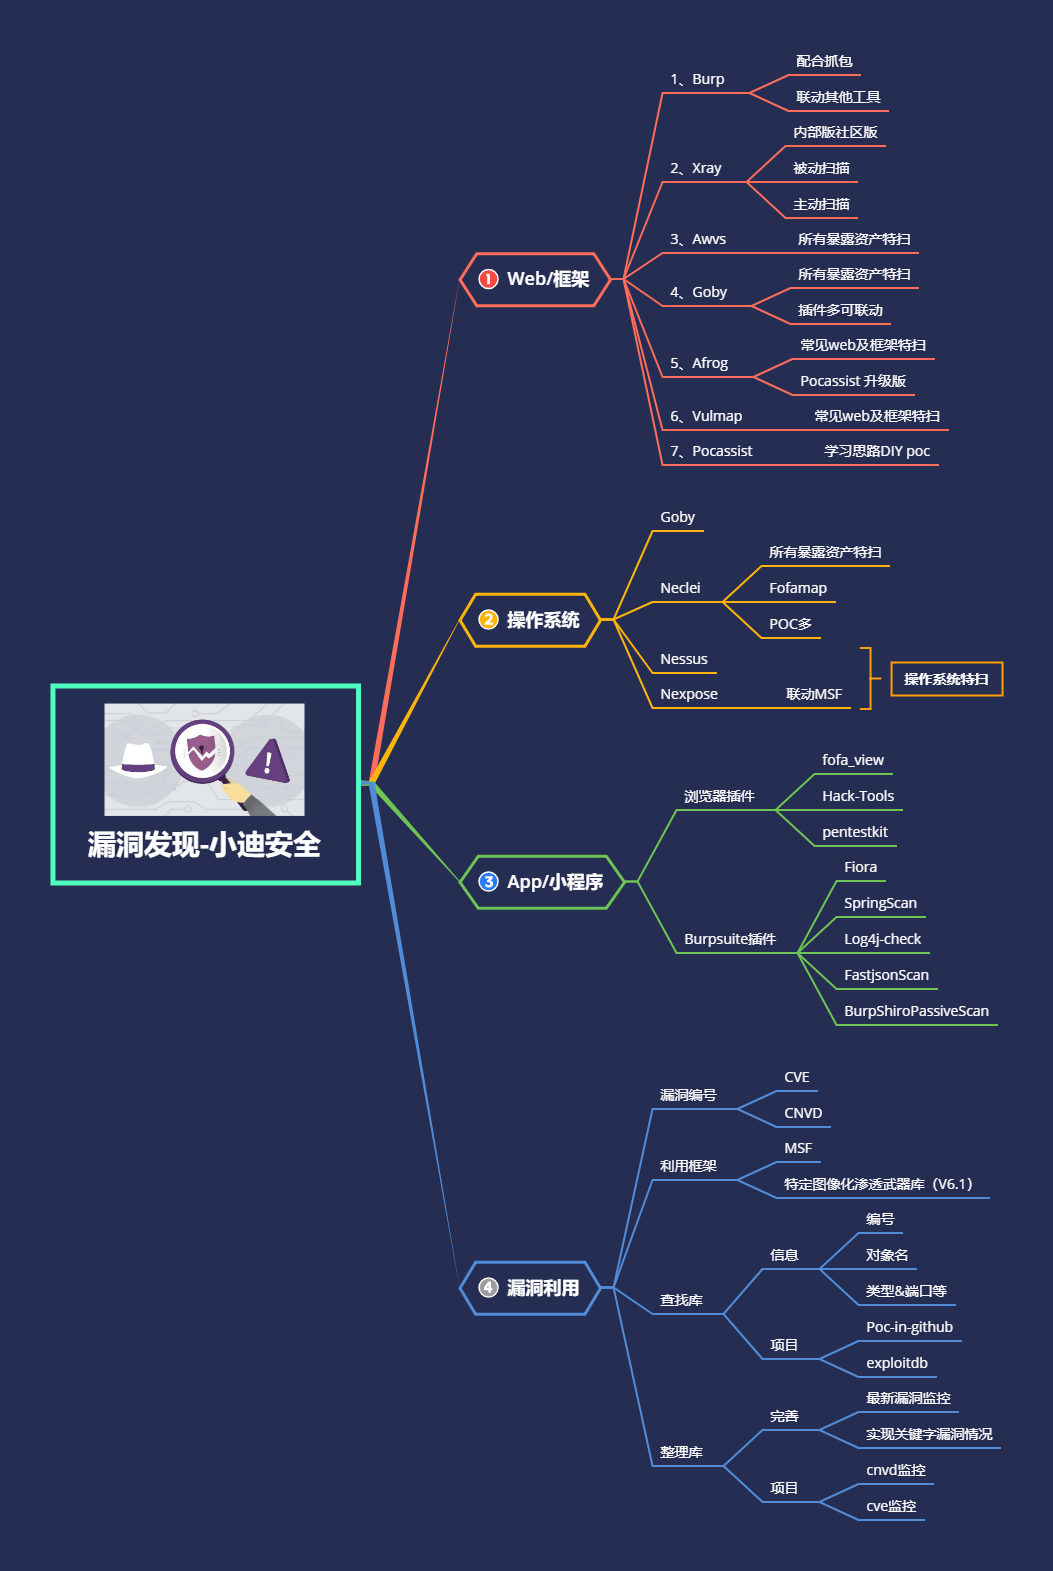 漏洞发现-小迪安全
1 Web/框架
1、Burp
配合抓包
联动其他工具
2、Xray
内部版社区版
被动扫描
主动扫描
3、Awvs
所有暴露资产特扫
4、Goby
所有暴露资产特扫
插件多可联动
5、Afrog
常见web及框架特扫
Pocassist 升级版
6、Vulmap
常见web及框架特扫
7、Pocassist
学习思路DIY poc
2 操作系统
Goby
Neclei
所有暴露资产特扫
Fofamap
POC多
Nessus
Nexpose
联动MSF
操作系统特扫
3 App/小程序
浏览器插件
fofa_view
Hack-Tools
pentestkit
Burpsuite插件
Fiora
SpringScan
Log4j-check
FastjsonScan
BurpShiroPassiveScan
4 漏洞利用
漏洞编号
CVE
CNVD
利用框架
MSF
特定图像化渗透武器库（V6.1）
查找库
信息
编号
对象名
类型&端口等
项目
Poc-in-github
exploitdb
整理库
完善
最新漏洞监控
实现关键字漏洞情况
项目
cnvd监控
cve监控